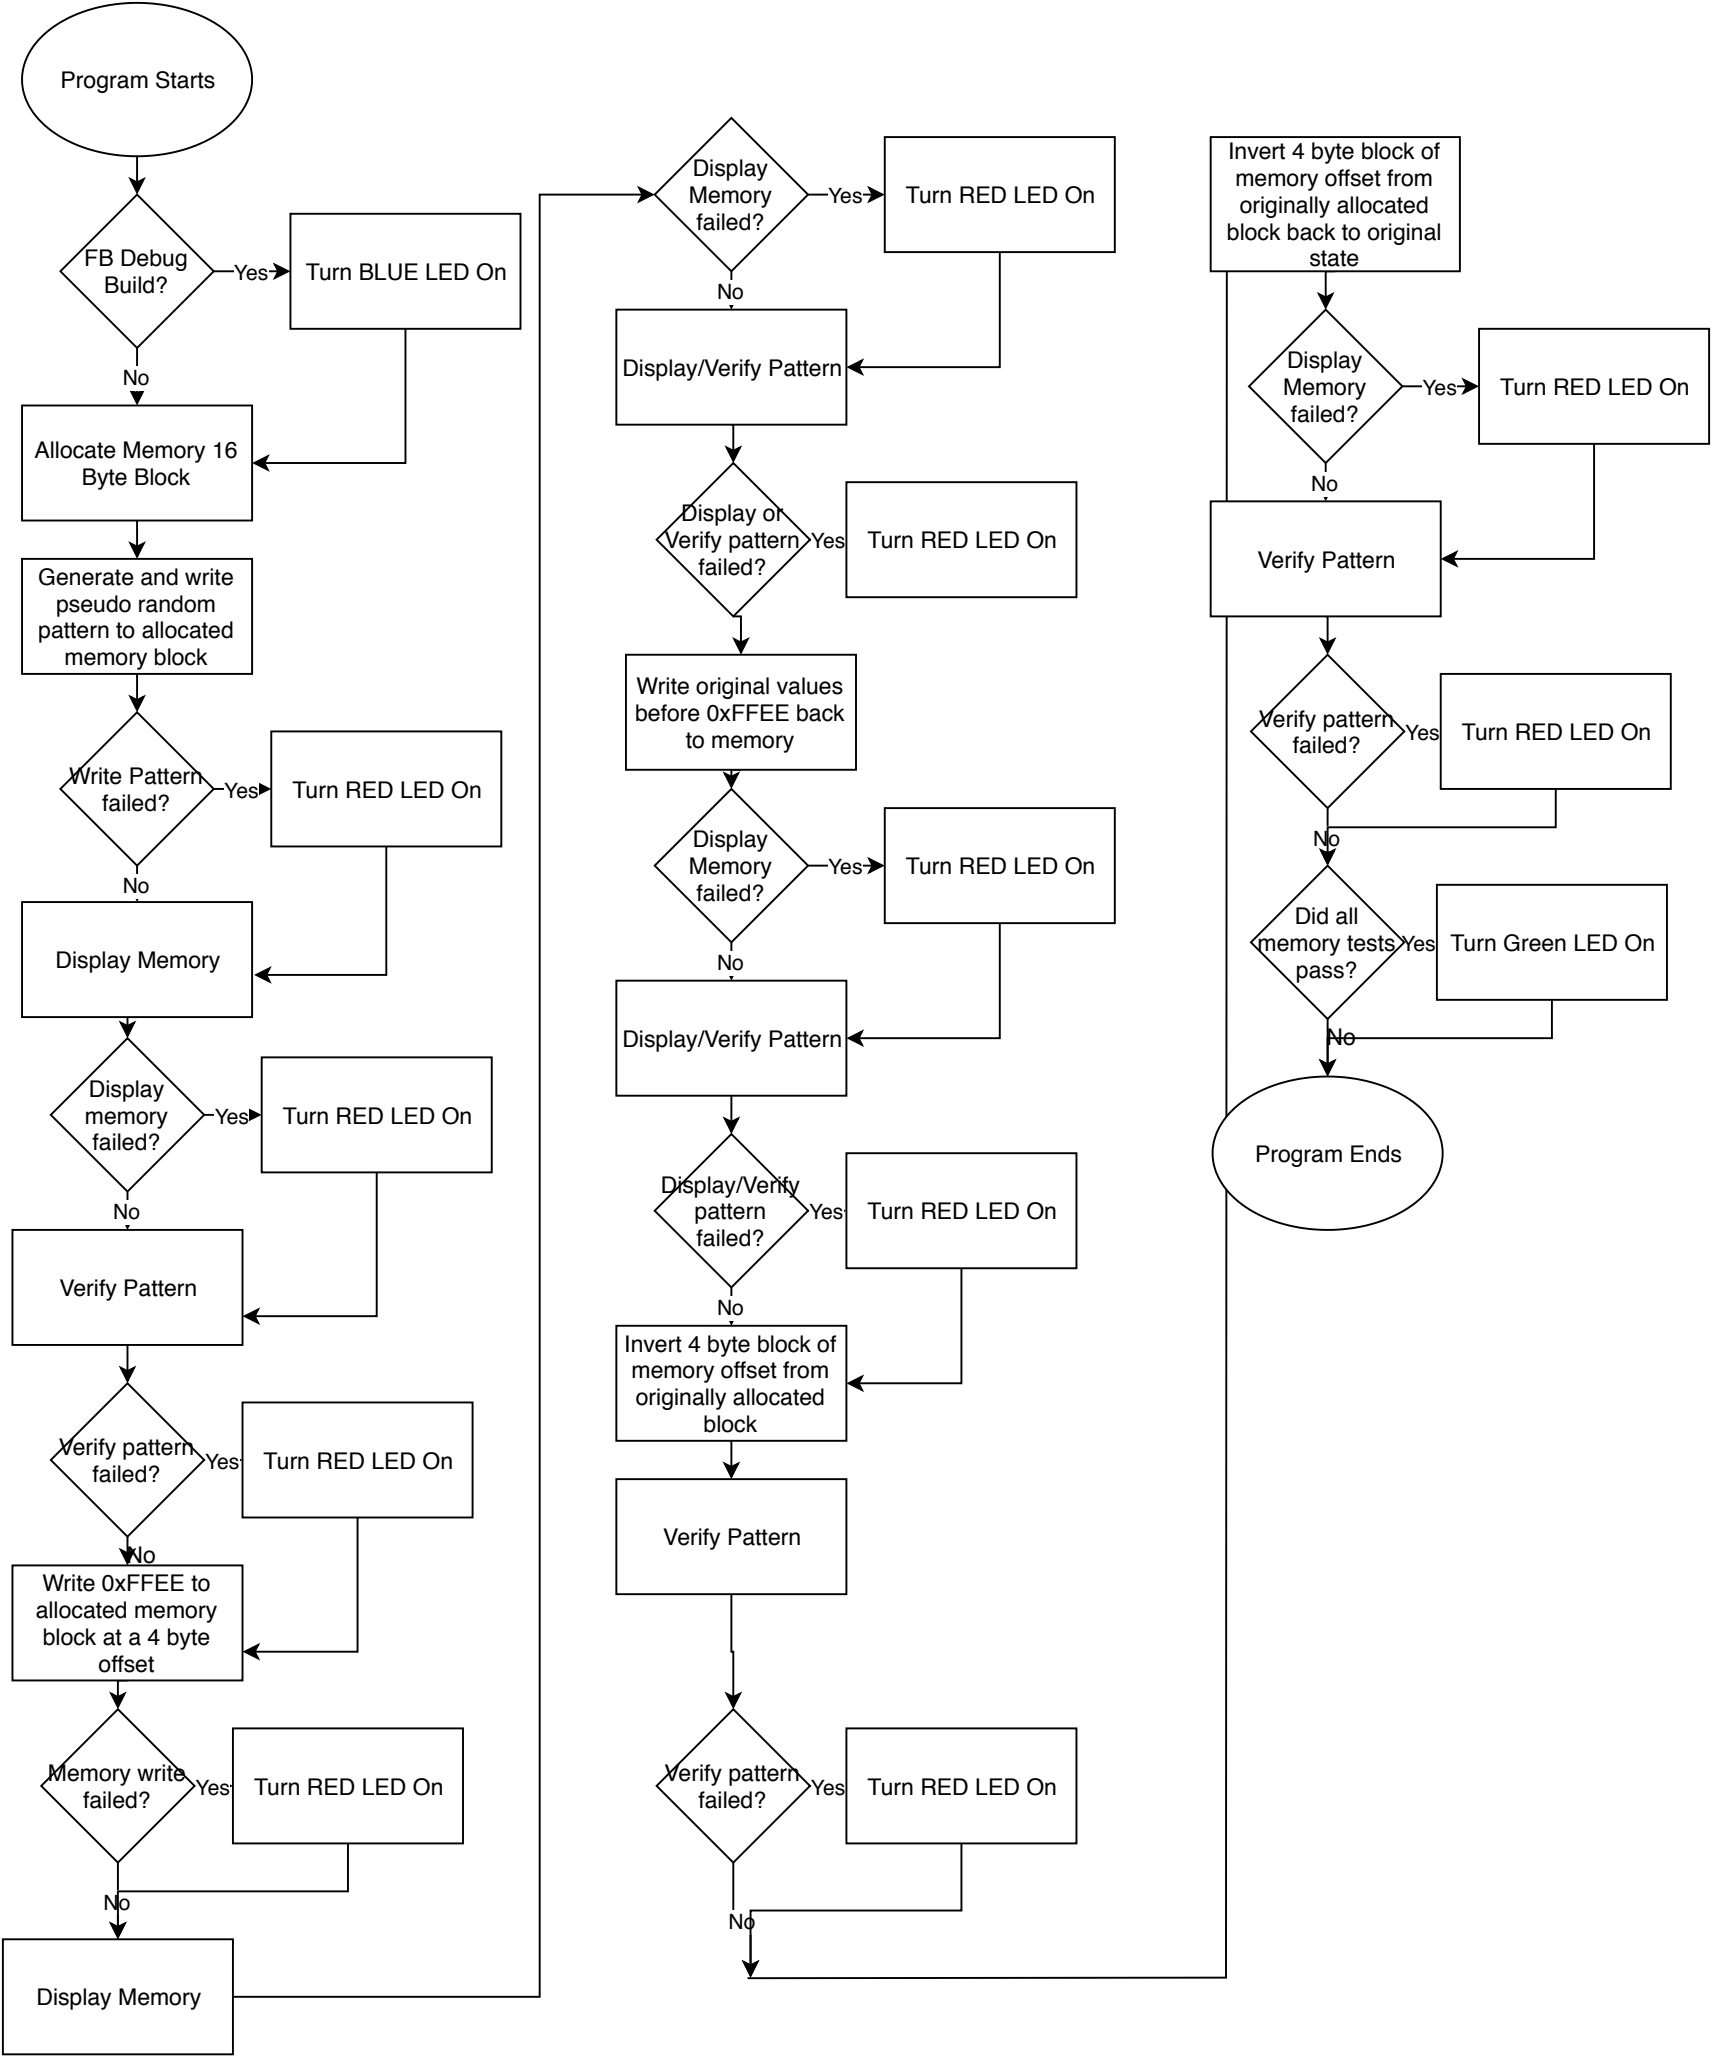 Program Starts
FB Debug
Build?
Yes
Turn BLUE LED On
No
Allocate Memory 16
Byte Block
Generate and write
pseudo random
pattern to allocated
memory block
Write Pattern
failed?
Yes
Turn RED LED On
No
Display Memory
Display
memory
failed?
Yes
Turn RED LED On
No
Verify Pattern
Verify pattern
failed?
Yes
Turn RED LED On
No
Write 0xFFEE to
allocated memory
block at a 4 byte
offset
Memory write
failed?
Yes
Turn RED LED On
No
Display Memory
Display
Memory
failed?
Yes
Turn RED LED On
No
Display/Verify Pattern
Display or
Verify pattern
failed?
Yes
Turn RED LED On
Write original values
before 0xFFEE back
to memory
Display
Memory
failed?
Yes
Turn RED LED On
No
Display/Verify Pattern
Display/Verify
pattern
failed?
Yes
Turn RED LED On
No
Invert 4 byte block of
memory offset from
originally allocated
block
Verify Pattern
Verify pattern
failed?
Yes
Turn RED LED On
No
Invert 4 byte block of
memory offset from
originally allocated
block back to original
state
Display
Memory
failed?
Yes
Turn RED LED On
No
Verify Pattern
Verify pattern
failed?
Yes
Turn RED LED On
No
Did all
memory tests
pass?
Yes
Turn Green LED On
No
Program Ends